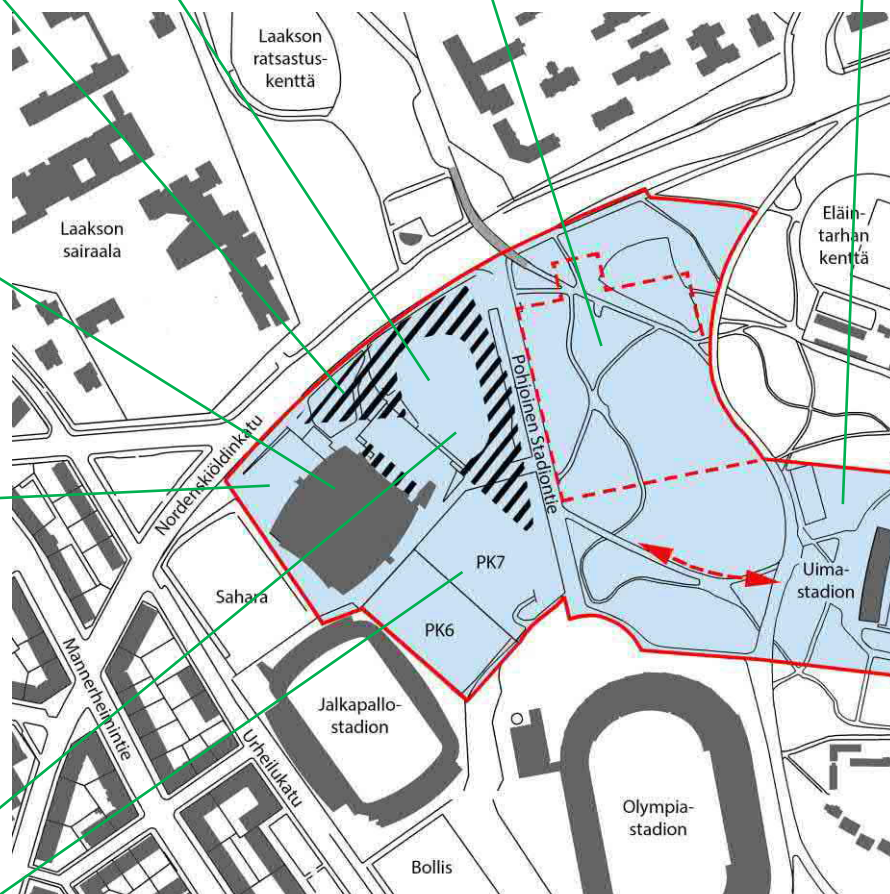 Laakson
ratsastus-
kenttä
Laakson
sairaala
Eläin-
tarhan
kenttä
Nordenskiöldinkatu
Pohjoinen Stadiontie
PK7
PK6
Uima-
stadion
Sahara
Mannerheimintie
Urheilukatu
Jalkapallo-
stadion
Olympia-
stadion
Bollis